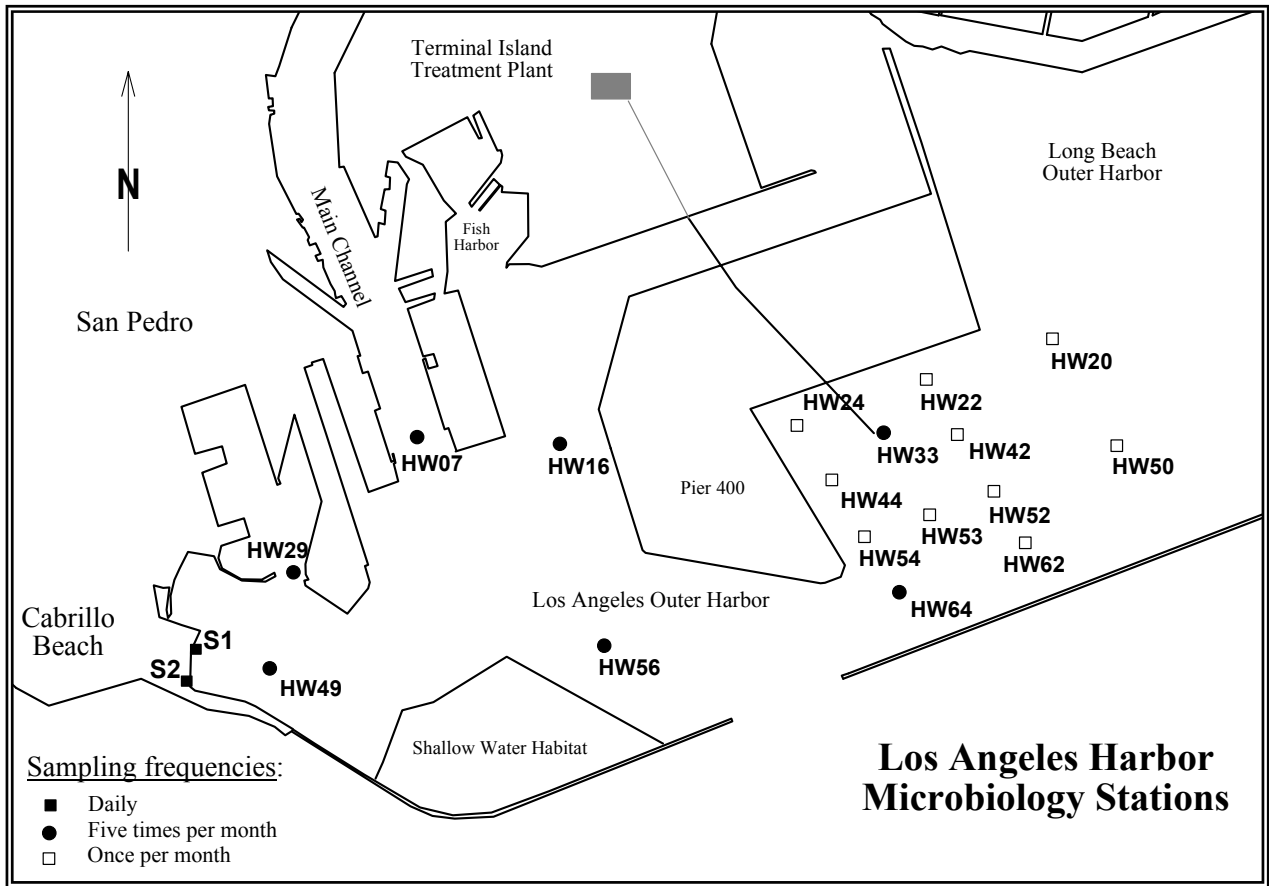 Terminal Island
Treatment Plant
Long Beach
Outer Harbor
N
Main Channel
Fish
Harbor
San Pedro
HW20
HW22
HW24
HW07
HW16
HW33
HW42
HW50
Pier 400
HW44
HW52
HW53
HW54
HW62
HW29
Los Angeles Outer Harbor
HW64
Cabrillo
Beach
S1
S2
HW49
HW56
Shallow Water Habitat
Sampling frequencies:
Daily
Five times per month
Once per month
Los Angeles Harbor
Microbiology Stations